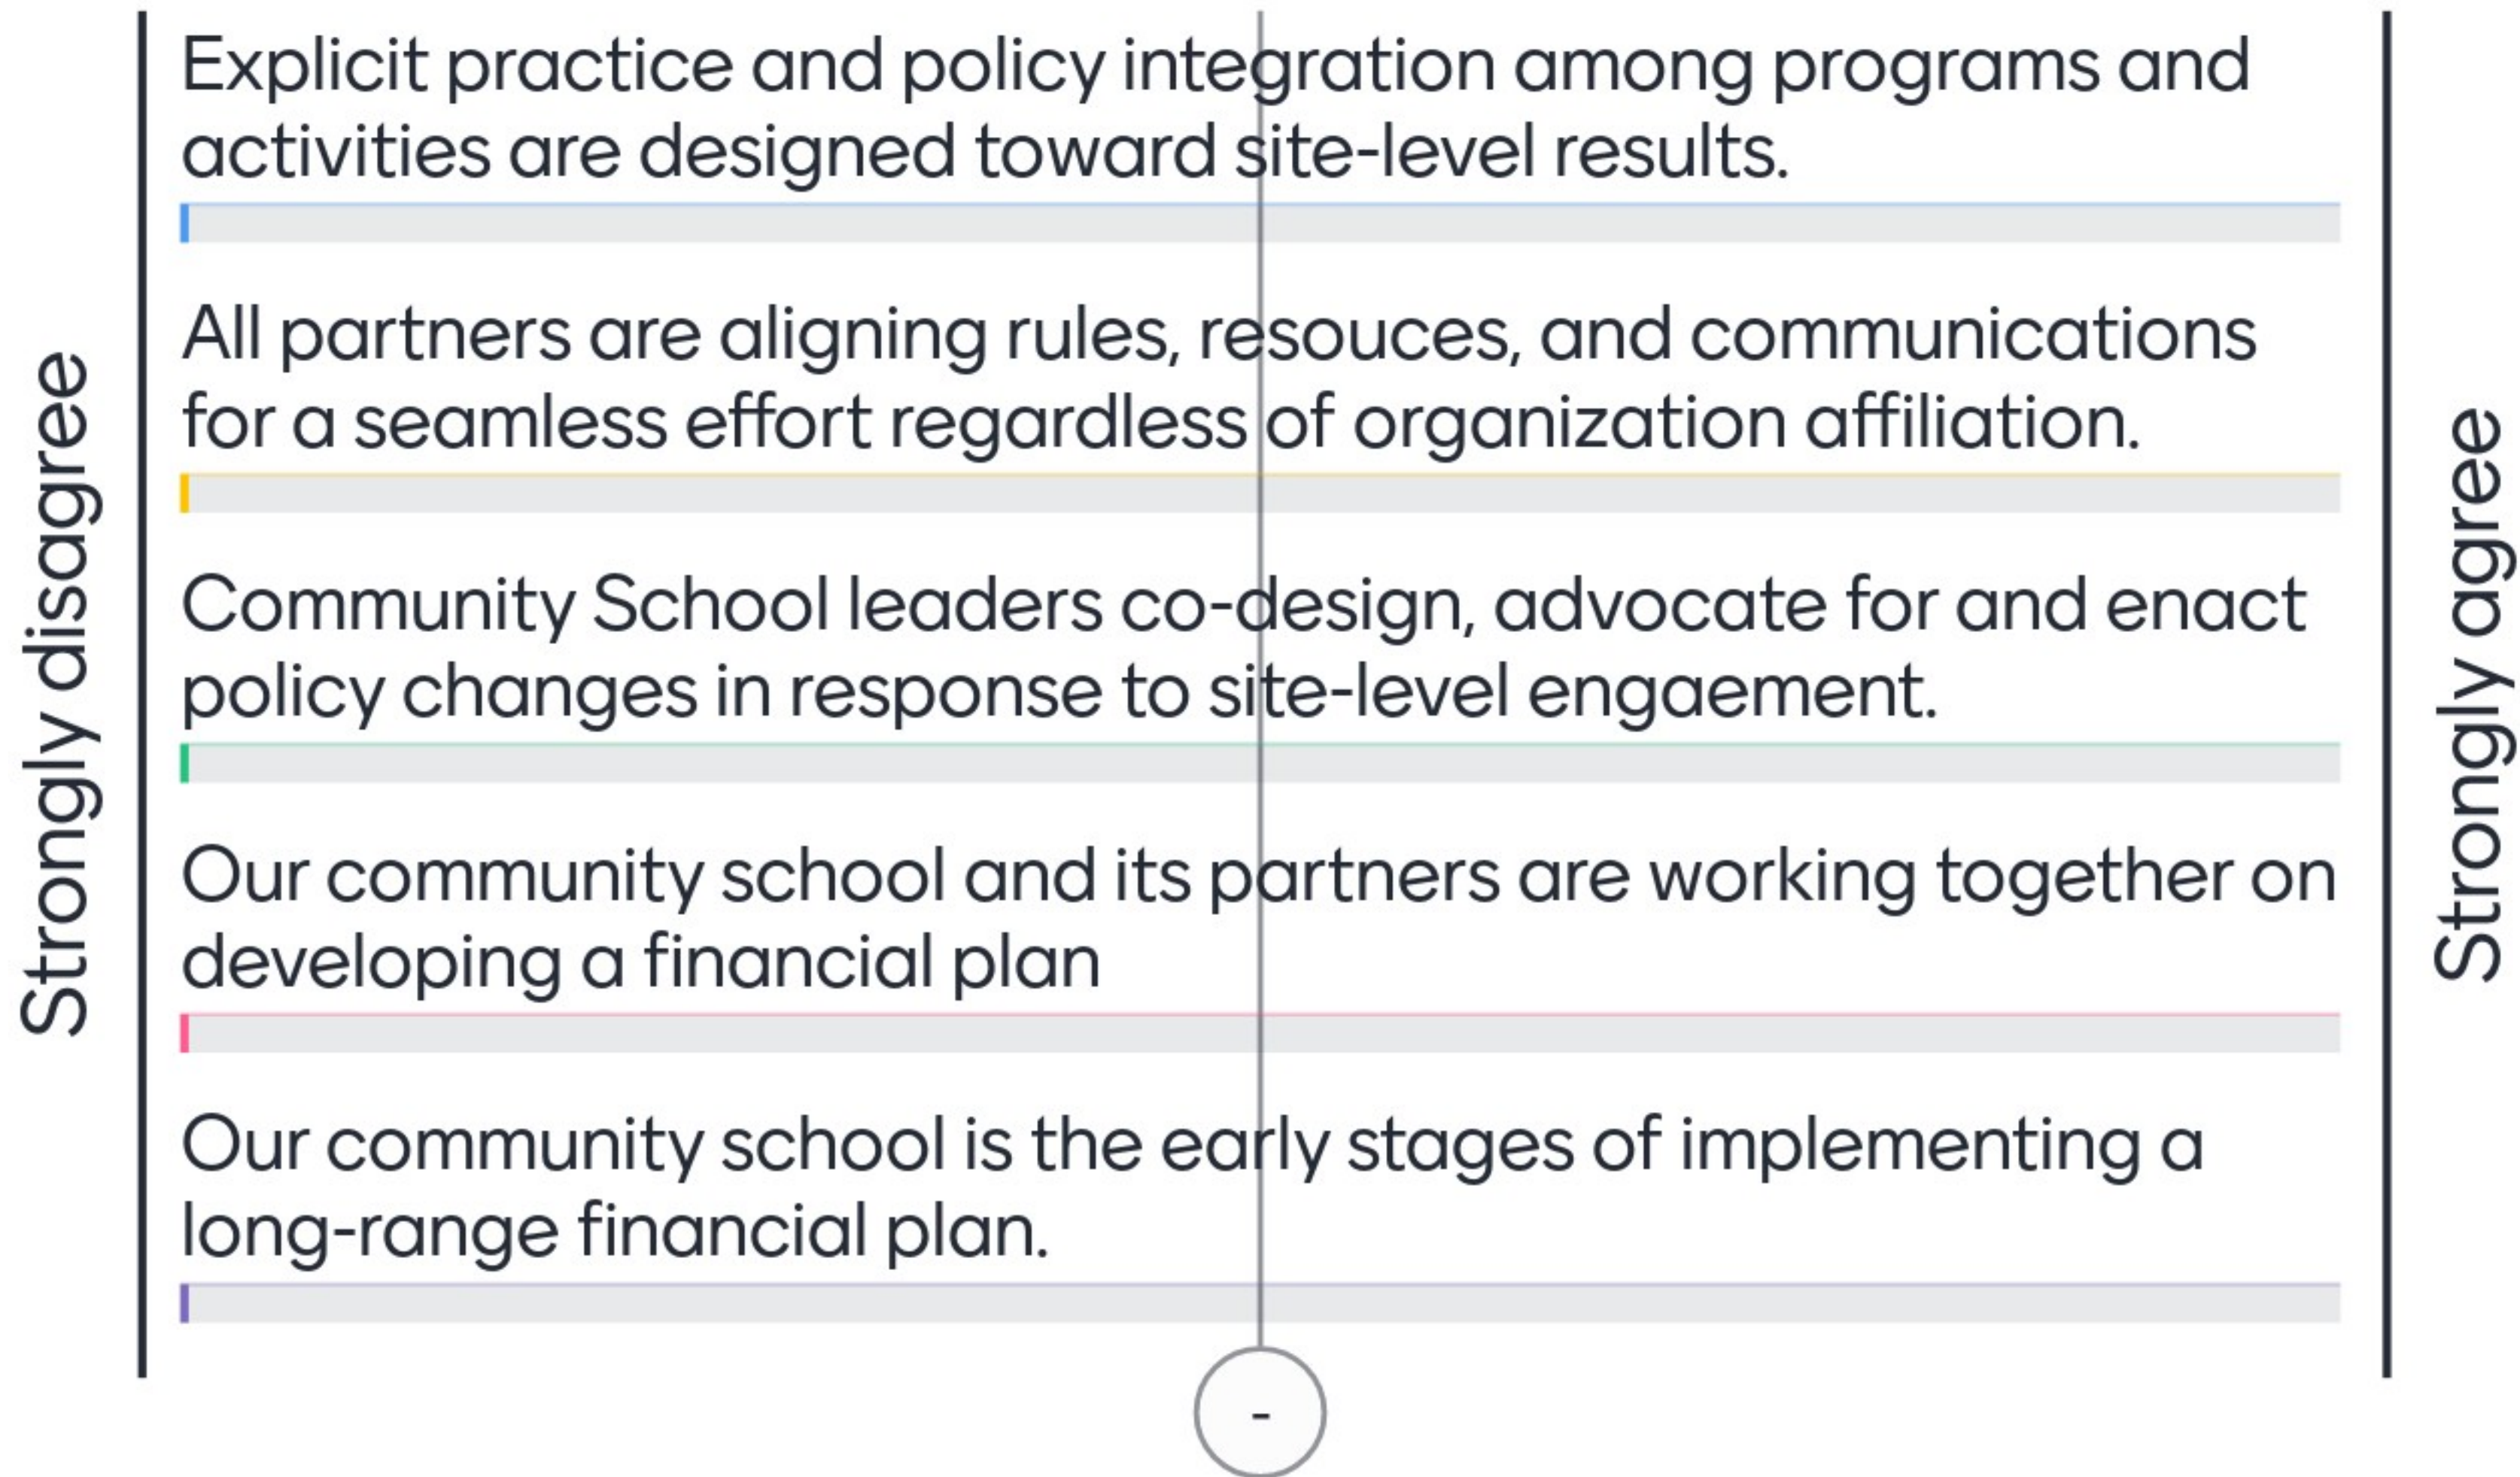 Strongly disagree
Explicit practice and policy integration among programs and
activities are designed toward site-level results.
All partners are aligning rules, resouces, and communications
for a seamless effort regardless of organization affiliation.
Community School leaders co-design, advocate for and enact
policy changes in response to site-level engaement.
Our community school and its partners are working together on
developing a financial plan
Our community school is the early stages of implementing a
long-range financial plan.
-
Strongly agree